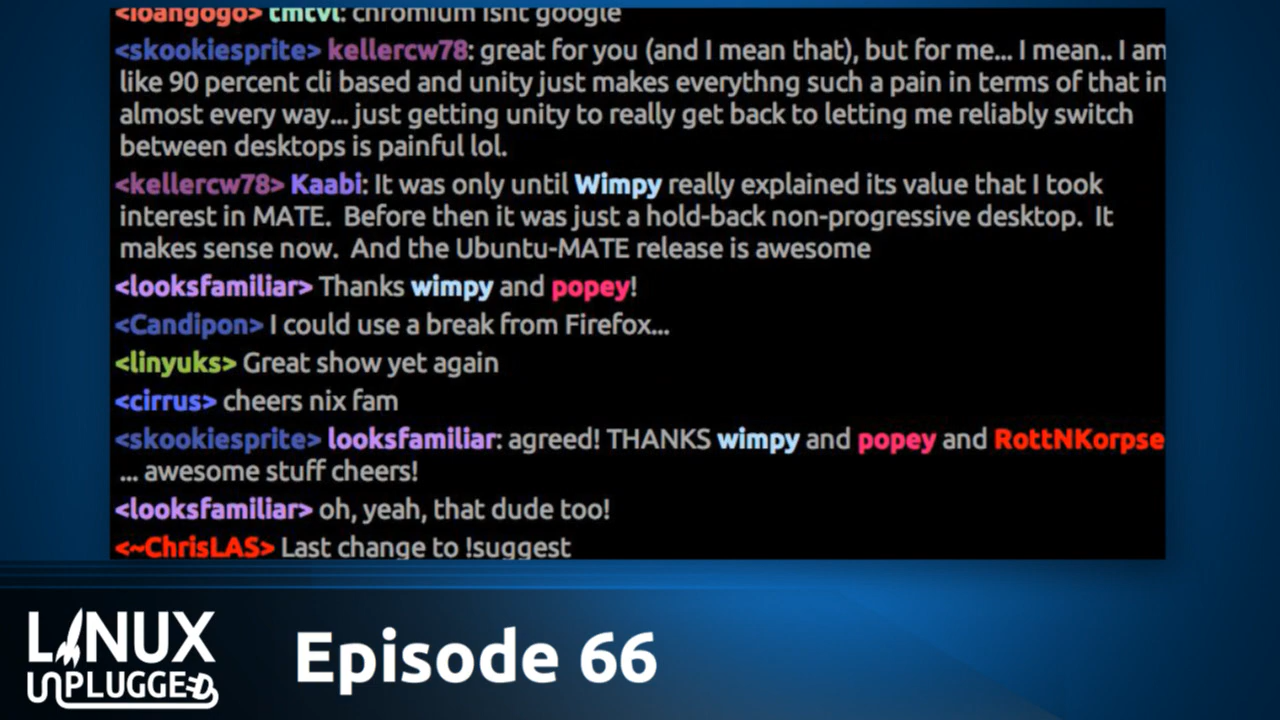 <ioangogo> tmtvl: chromium isnt google
<skookiesprite> kellercw78: great for you (and I mean that), but for me... I mean.. I am
like 90 percent cli based and unity just makes everythng such a pain in terms of that in
almost every way... just getting unity to really get back to letting me reliably switch
between desktops is painful lol.
<kellercw78> Kaabi: It was only until Wimpy really explained its value that I took
interest in MATE.  Before then it was just a hold-back non-progressive desktop.  It
makes sense now.  And the Ubuntu-MATE release is awesome
<looksfamiliar> Thanks wimpy and popey!
<Candipon> I could use a break from Firefox...
<linyuks> Great show yet again
<cirrus> cheers nix fam
<skookiesprite> looksfamiliar: agreed! THANKS wimpy and popey and RottNKorpse
... awesome stuff cheers!
<looksfamiliar> oh, yeah, that dude too!
<~ChrisLAS> Last change to !suggest
LINUX
UNPLUGGED
Episode 66